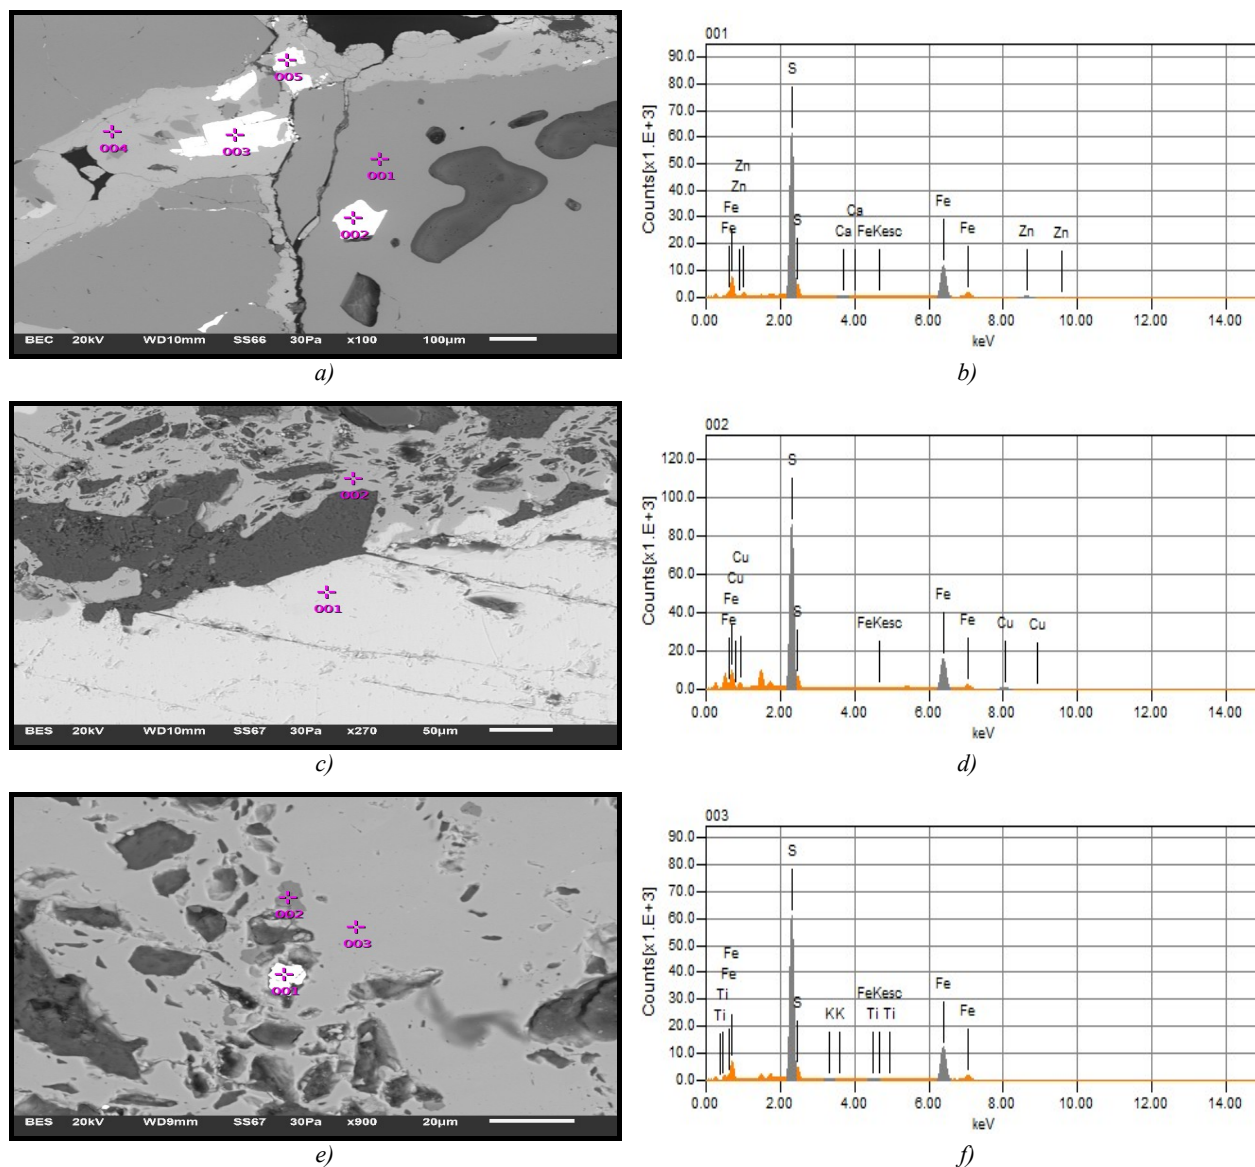 005
004
003
001
002
BEC 20kV WD10mm SS66 30Pa x100 100µm
a)
001
Counts[x1.E+3]
90.0
80.0
70.0
60.0
50.0
40.0
30.0
20.0
10.0
0.0
S
Zn
Zn
Fe
Fe
S
Ca
Ca
FeKesc
Fe
Fe
Zn
Zn
0.00 2.00 4.00 6.00 8.00 10.00 12.00 14.00
keV
b)
002
001
BES 20kV WD10mm SS67 30Pa x270 50µm
c)
002
Counts[x1.E+3]
120.0
100.0
80.0
60.0
40.0
20.0
0.0
S
Cu
Cu
Fe
Fe
S
FeKesc
Fe
Fe
Cu
Cu
0.00 2.00 4.00 6.00 8.00 10.00 12.00 14.00
keV
d)
002
003
001
BES 20kV WD9mm SS67 30Pa x900 20µm
e)
003
Counts[x1.E+3]
90.0
80.0
70.0
60.0
50.0
40.0
30.0
20.0
10.0
0.0
S
Fe
Fe
Ti
Ti
S
KK
FeKesc
Ti Ti
Fe
Fe
0.00 2.00 4.00 6.00 8.00 10.00 12.00 14.00
keV
f)